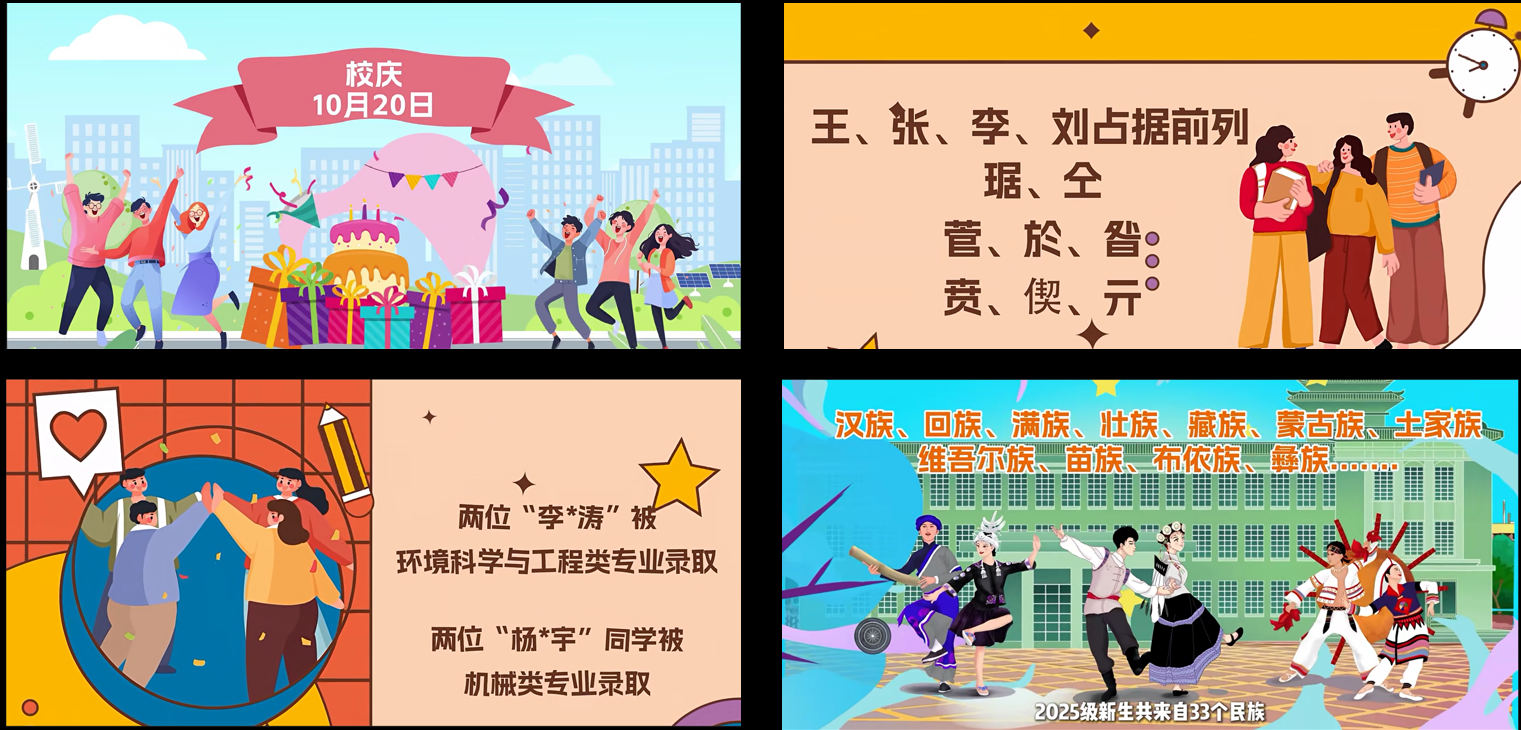 校庆
10月20日
王、张、李、刘占据前列
琚、仝
菅、於、昝
贲、偰、亓
两位“李*涛”被
环境科学与工程类专业录取
两位“杨*宇”同学被
机械类专业录取
汉族、回族、满族、壮族、藏族、蒙古族、土家族
维吾尔族、苗族、布依族、彝族.......
2025级新生共来自33个民族